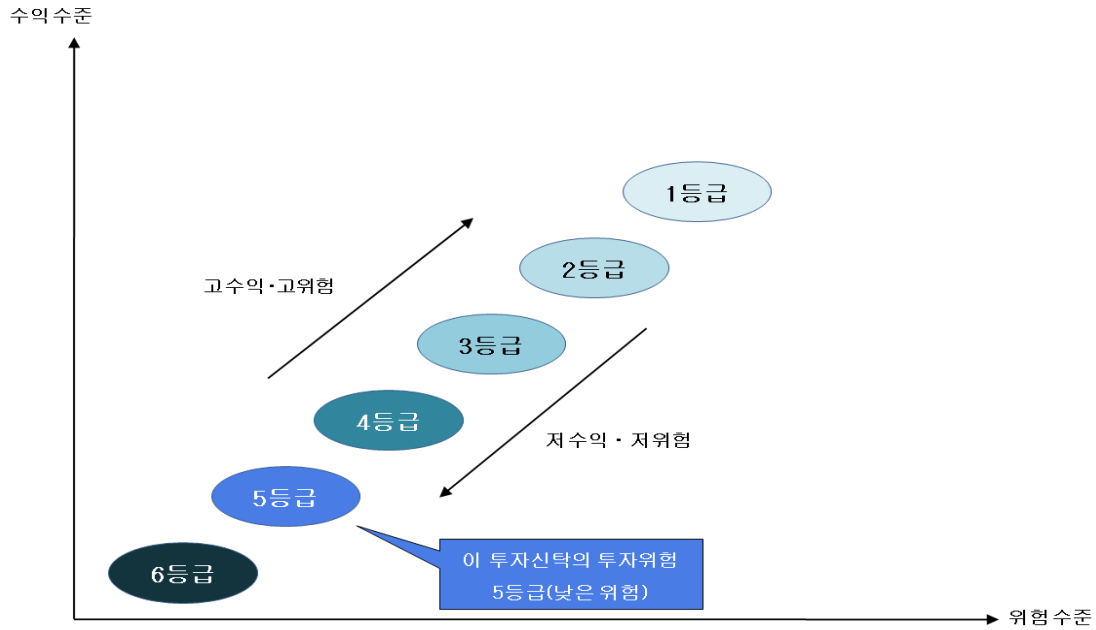 수익수준
1등급
2등급
고수익·고위험
3등급
4등급
저수익 · 저위험
5등급
이 투자신탁의 투자위험
5등급(낮은 위험)
6등급
위험수준